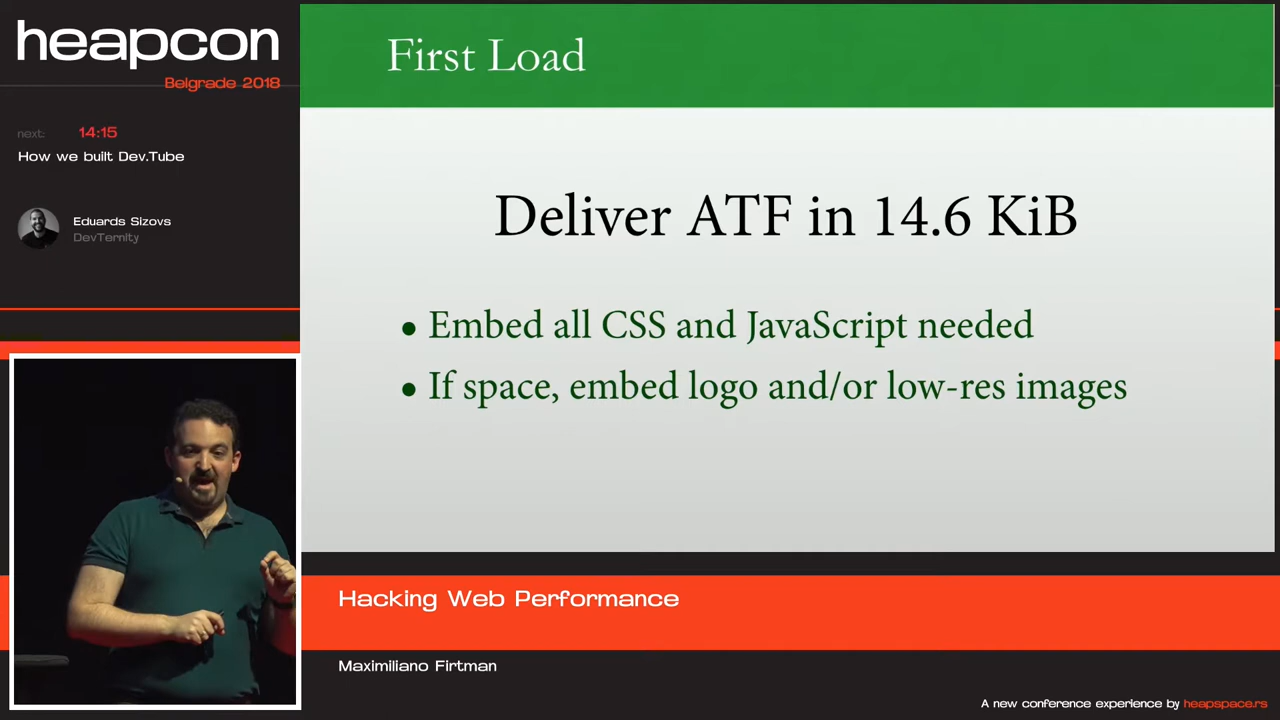 heapcon
Belgrade 2018
next: 14:15
How we built Dev.Tube
Eduards Sizovs
DevTernity
First Load
Deliver ATF in 14.6 KiB
• Embed all CSS and JavaScript needed
• If space, embed logo and/or low-res images
Hacking Web Performance
Maximiliano Firtman
A new conference experience by heapspace.rs